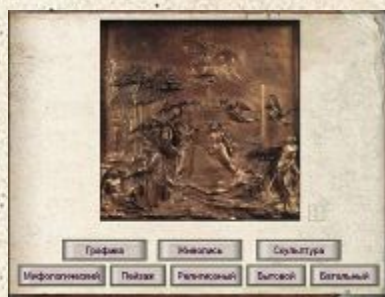 Графика Живопись Скульптура
Мифологический Пейзаж Религиозный Бытовой Батальный